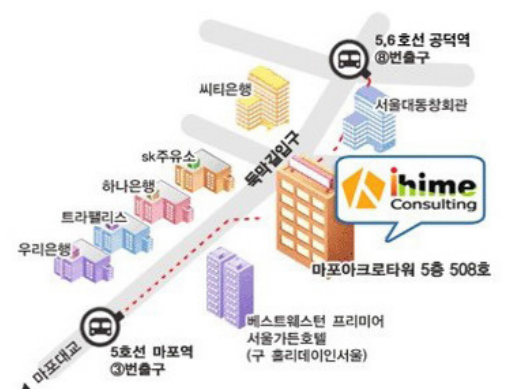 5,6호선 공덕역
⑧번출구
씨티은행
서울대동창회관
독막길입구
sk주유소
하나은행
트라팰리스
우리은행
ihime
Consulting
마포아크로타워 5층 508호
베스트웨스턴 프리미어
서울가든호텔
(구 홀리데이인서울)
5호선 마포역
③번출구
마포대교